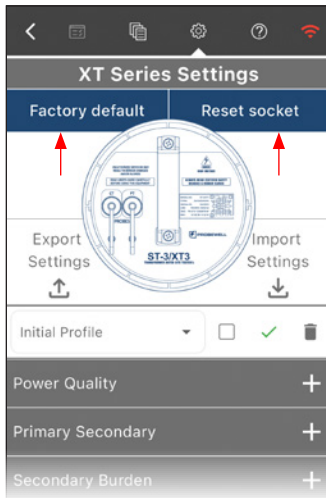 XT Series Settings
Factory default
Reset socket
PROBEWELL
ST-3/XT3
Export
Settings
Import
Settings
Initial Profile
Power Quality
Primary Secondary
Secondary Burden